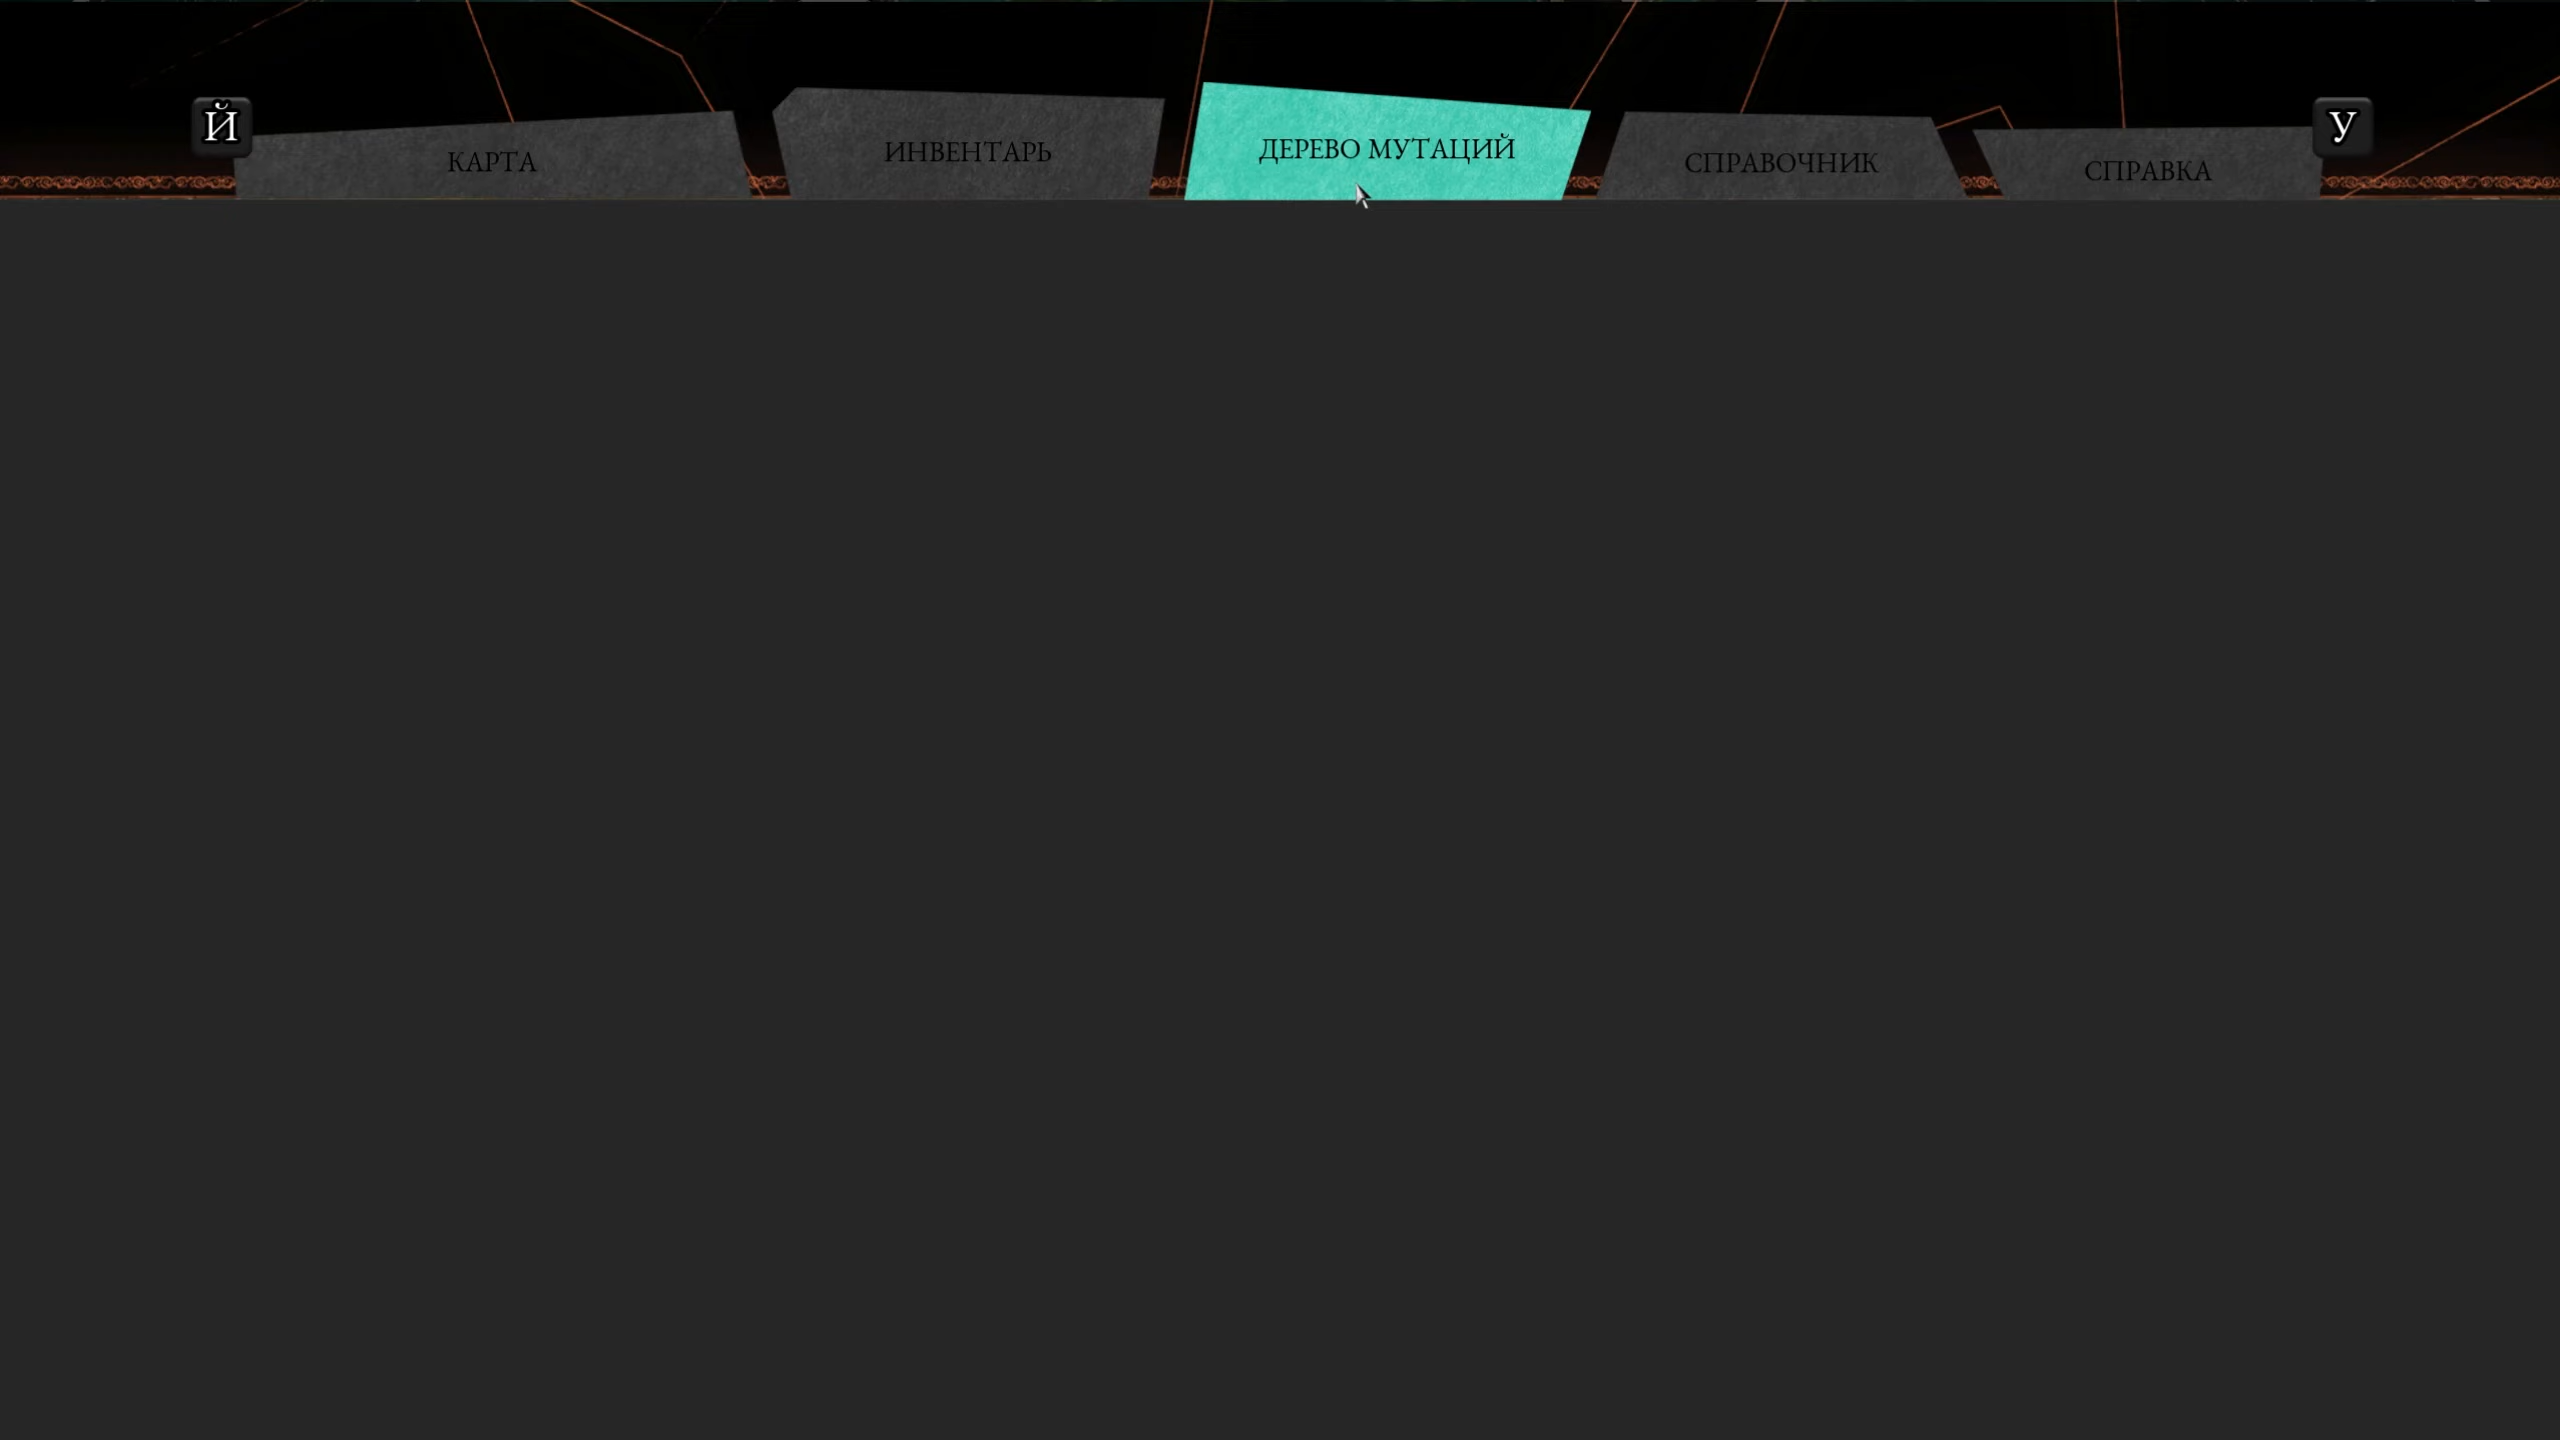 Й
КАРТА
ИНВЕНТАРЬ
ДЕРЕВО МУТАЦИЙ
СПРАВОЧНИК
СПРАВКА
У